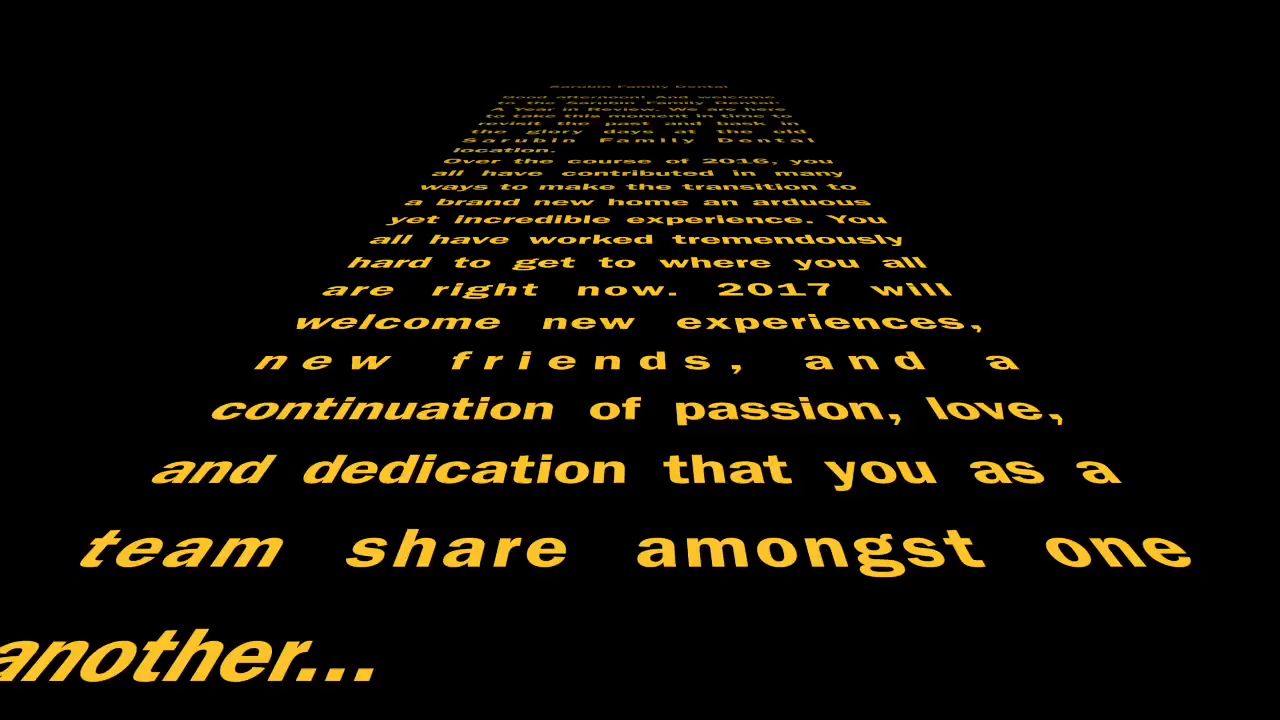 Sarubin Family Dental
Good afternoon! And welcome
to the Sarubin Family Dental-
A Year in Review. We are here
to take this moment in time to
revisit the past and bask in
the glory days at the old
Sarubin Family Dental
location.
Over the course of 2016, you
all have contributed in many
ways to make the transition to
a brand new home an arduous
yet incredible experience. You
all have worked tremendously
hard to get to where you all
are right now. 2017 will
welcome new experiences,
new friends, and a
continuation of passion, love,
and dedication that you as a
team share amongst one
another...